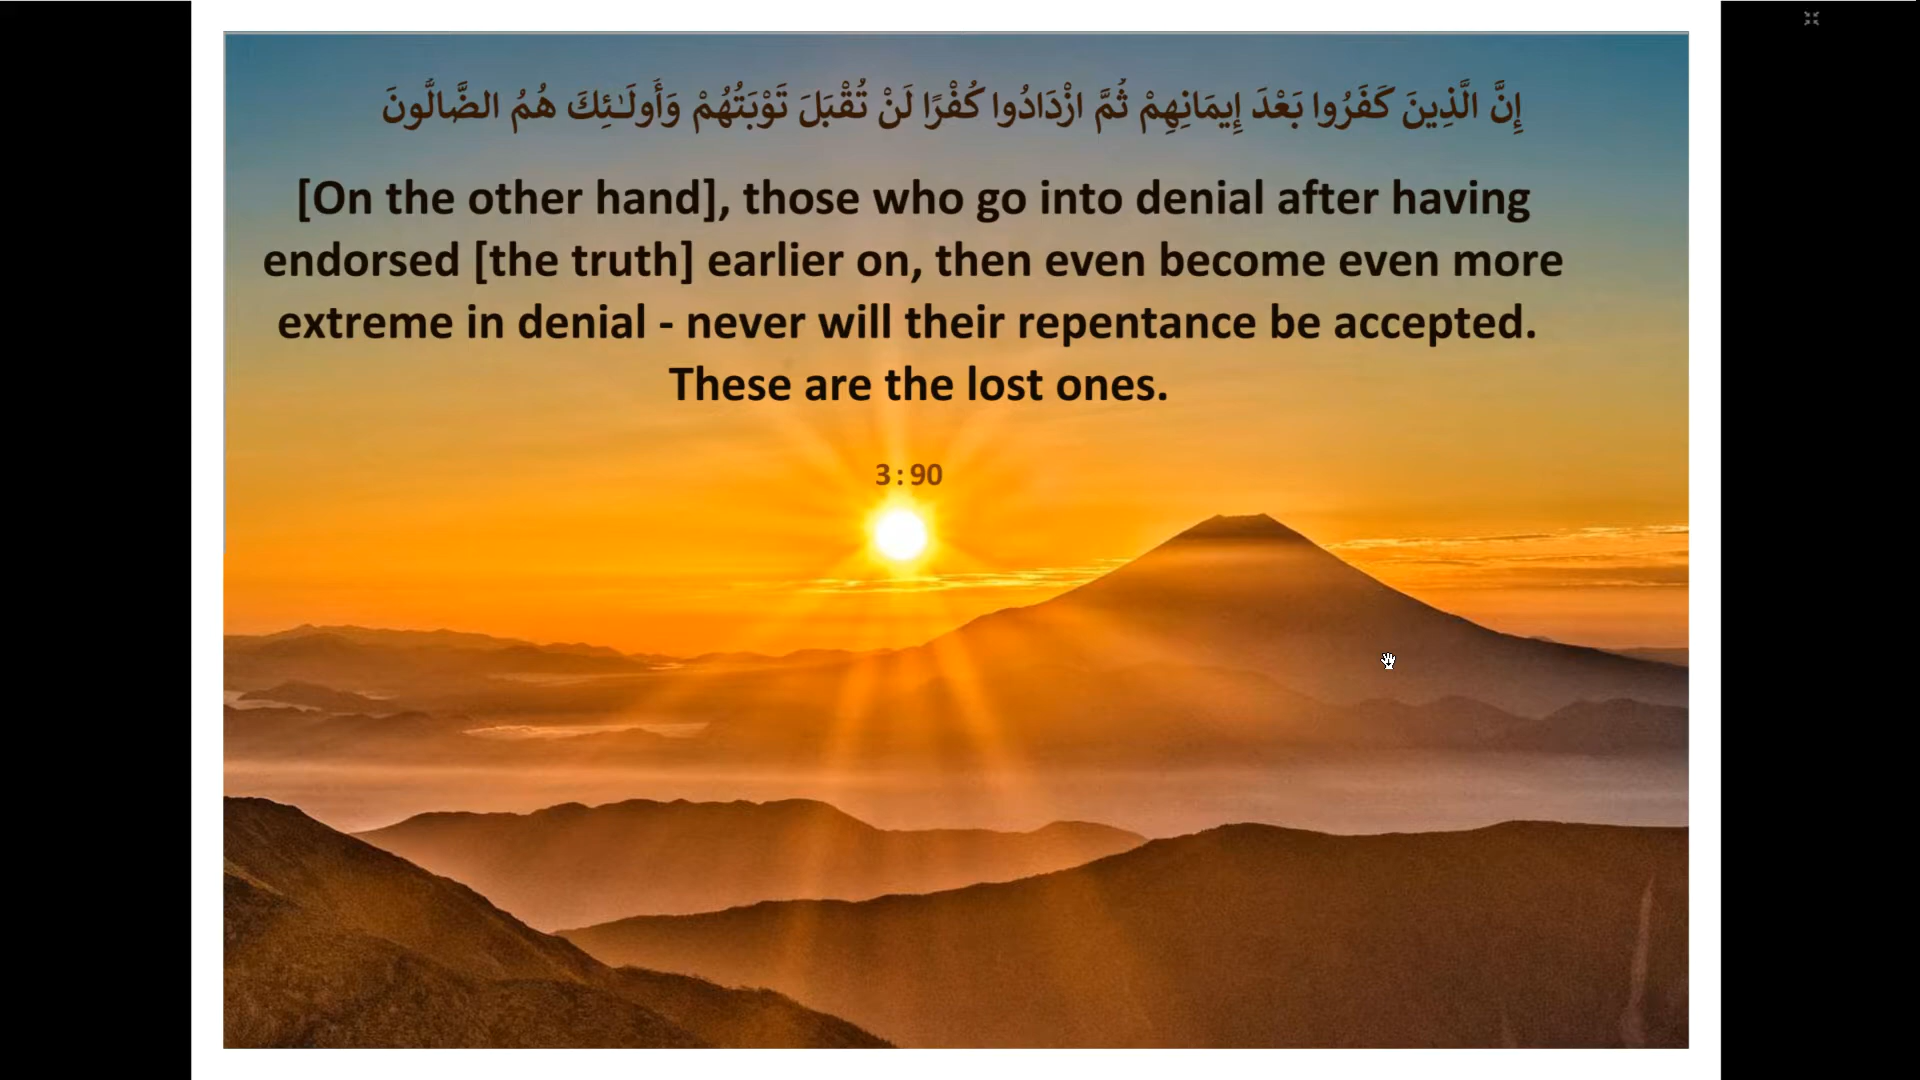 إِنَّ الَّذِينَ كَفَرُوا بَعْدَ إِيمَانِهِمْ ثُمَّ ازْدَادُوا كُفْرًا لَنْ تُقْبَلَ تَوْبَتُهُمْ وَأُولَـٰئِكَ هُمُ الضَّالُّونَ
[On the other hand], those who go into denial after having
endorsed [the truth] earlier on, then even become even more
extreme in denial - never will their repentance be accepted.
These are the lost ones.
3:90